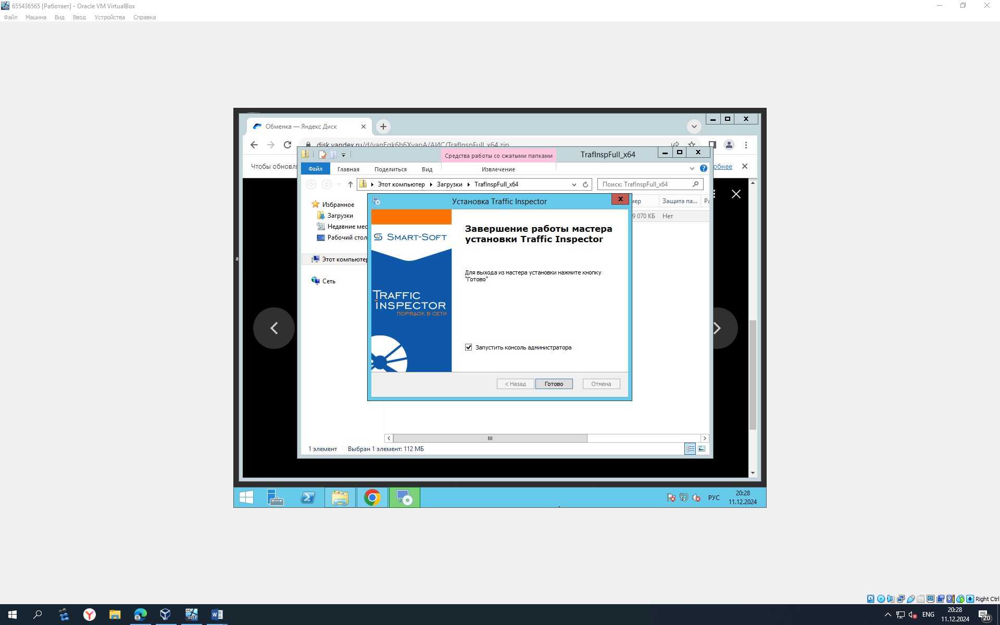 655436565 [Работает] - Oracle VM VirtualBox
Файл Машина Вид Ввод Устройства Справка
Обменка — Яндекс Диск
disk.yandex.ru/d/yanFqk6h6XvapA/АИС/TrafInspFull_x64.zip
Средства работы со сжатыми папками
TrafInspFull_x64
Чтобы обновл
Файл Главная Поделиться Вид Извлечение
обнее
Этот компьютер Загрузки TrafInspFull_x64
Поиск: TrafInspFull_x64
мер Защита па... Ра
9 070 КБ Нет
Избранное
Загрузки
Недавние мес
Рабочий стол
Этот компьютер
Сеть
Установка Traffic Inspector
SMART-SOFT
TRAFFIC
INSPECTOR
ПОРЯДОК В СЕТИ
Завершение работы мастера
установки Traffic Inspector
Для выхода из мастера установки нажмите кнопку
"Готово"
Запустить консоль администратора
< Назад Готово Отмена
1 элемент Выбран 1 элемент: 112 МБ
РУС
20:28
11.12.2024
Right Ctrl
2012
ENG
20:28
11.12.2024
20